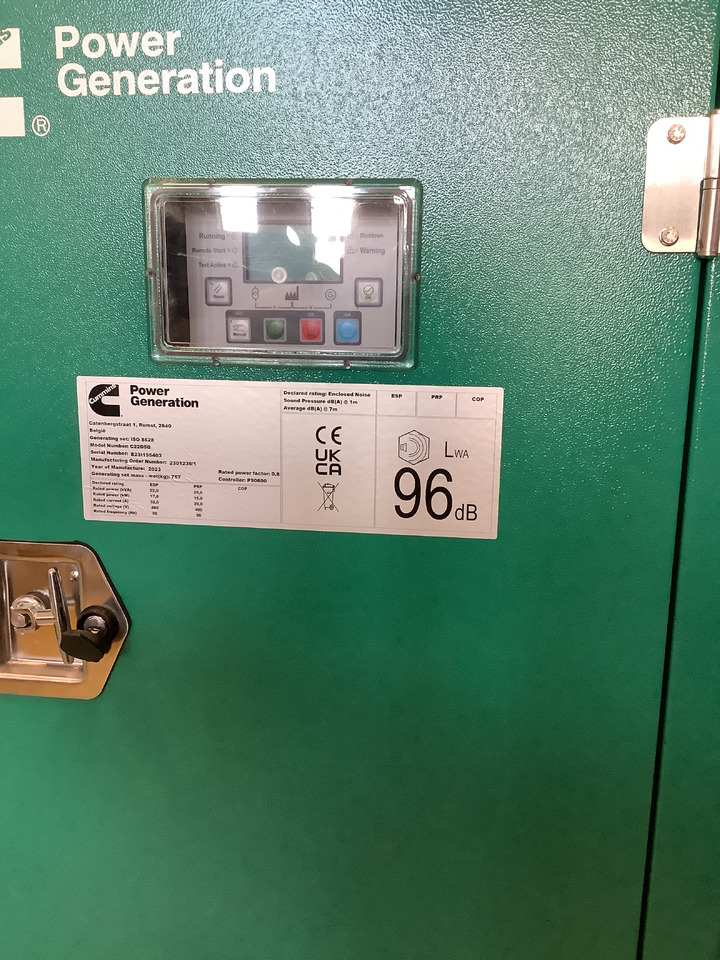 Power
Generation
®
Running
Remote Start
Test Active
Shutdown
Warning
Reset
Manual
Cummins
Power
Generation
Catenbergstraat 1, Rumst, 2840
België
Generating set: ISO 8528
Model Number: C22D5G
Serial Number: B23I155403
Manufacturing Order Number: 2301236/1
Year of Manufacture: 2023
Generating set mass - wet(kg): 757
Rated power factor: 0,8
Controller: PS0600
Declared rating ESP PRP COP
Rated power (kVA) 22,0 20,0
Rated power (kW) 17,6 16,0
Rated current (A) 32,0
Rated voltage (V) 400 400
Rated frequency (Hz) 50 50
Declared rating: Enclosed Noise
Sound Pressure dB(A) @ 1m
Average dB(A) @ 7m
ESP PRP COP
CE
UK
CA
LWA
96dB